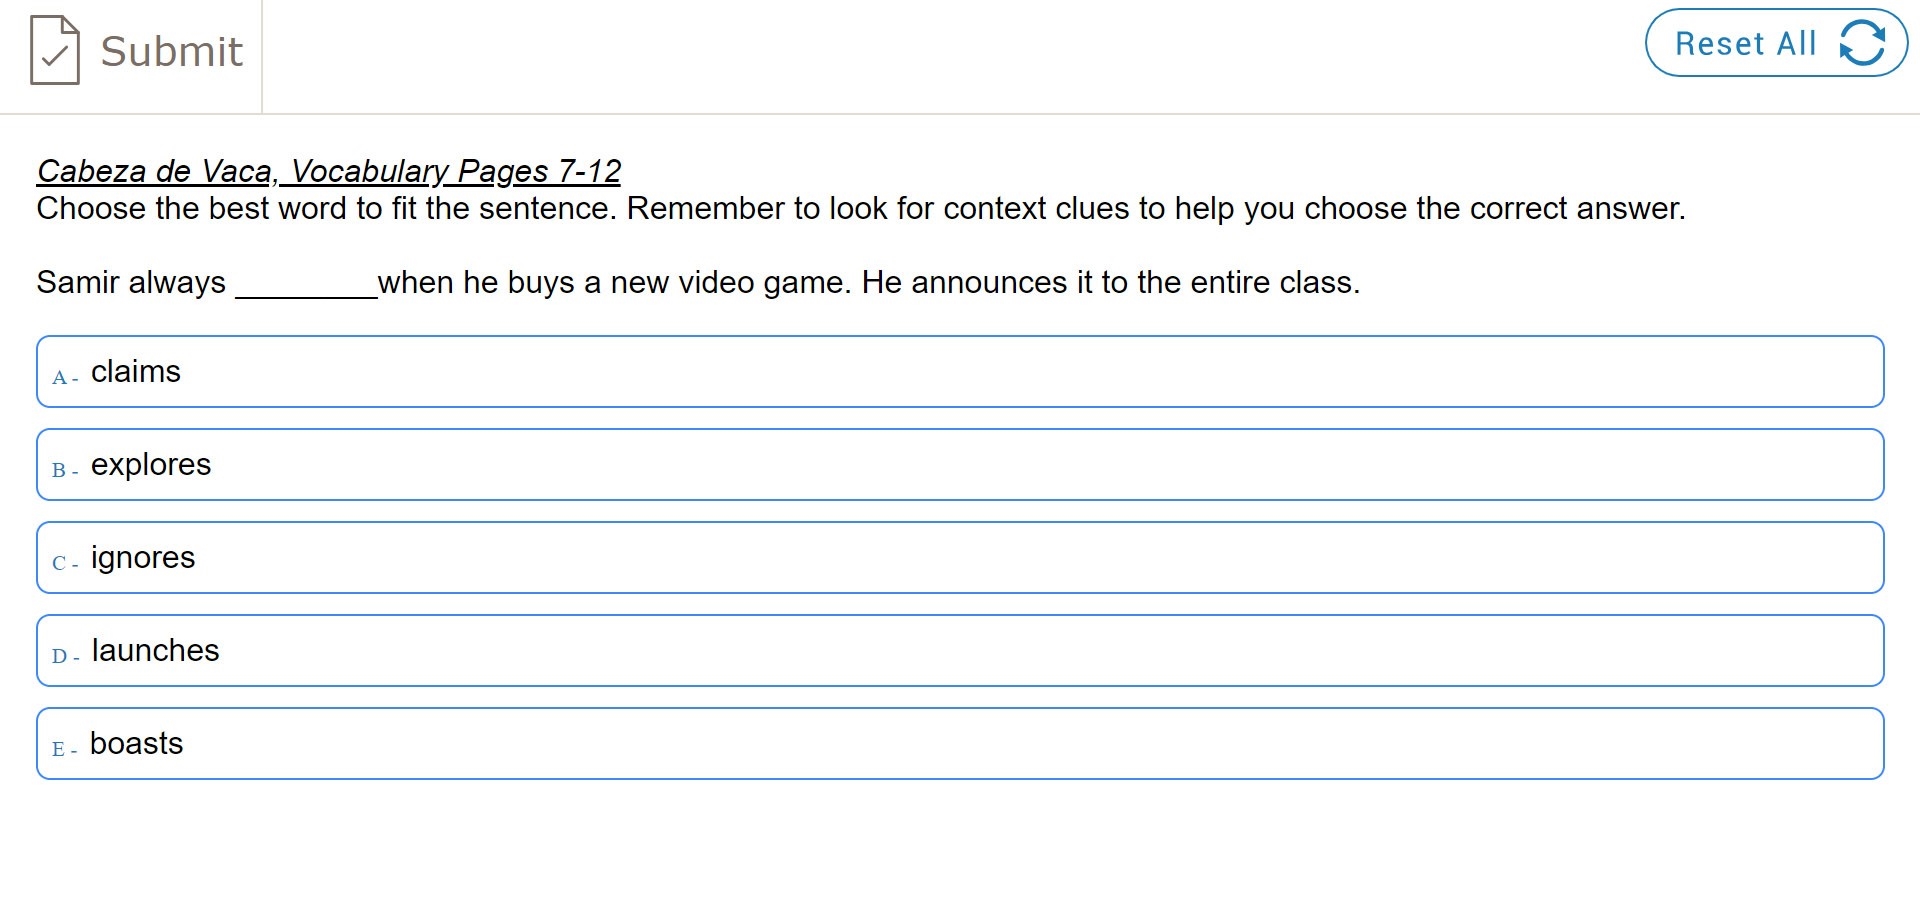 Submit
Reset All
Cabeza de Vaca, Vocabulary Pages 7-12
Choose the best word to fit the sentence. Remember to look for context clues to help you choose the correct answer.
Samir always ________when he buys a new video game. He announces it to the entire class.
A - claims
B - explores
C - ignores
D - launches
E - boasts